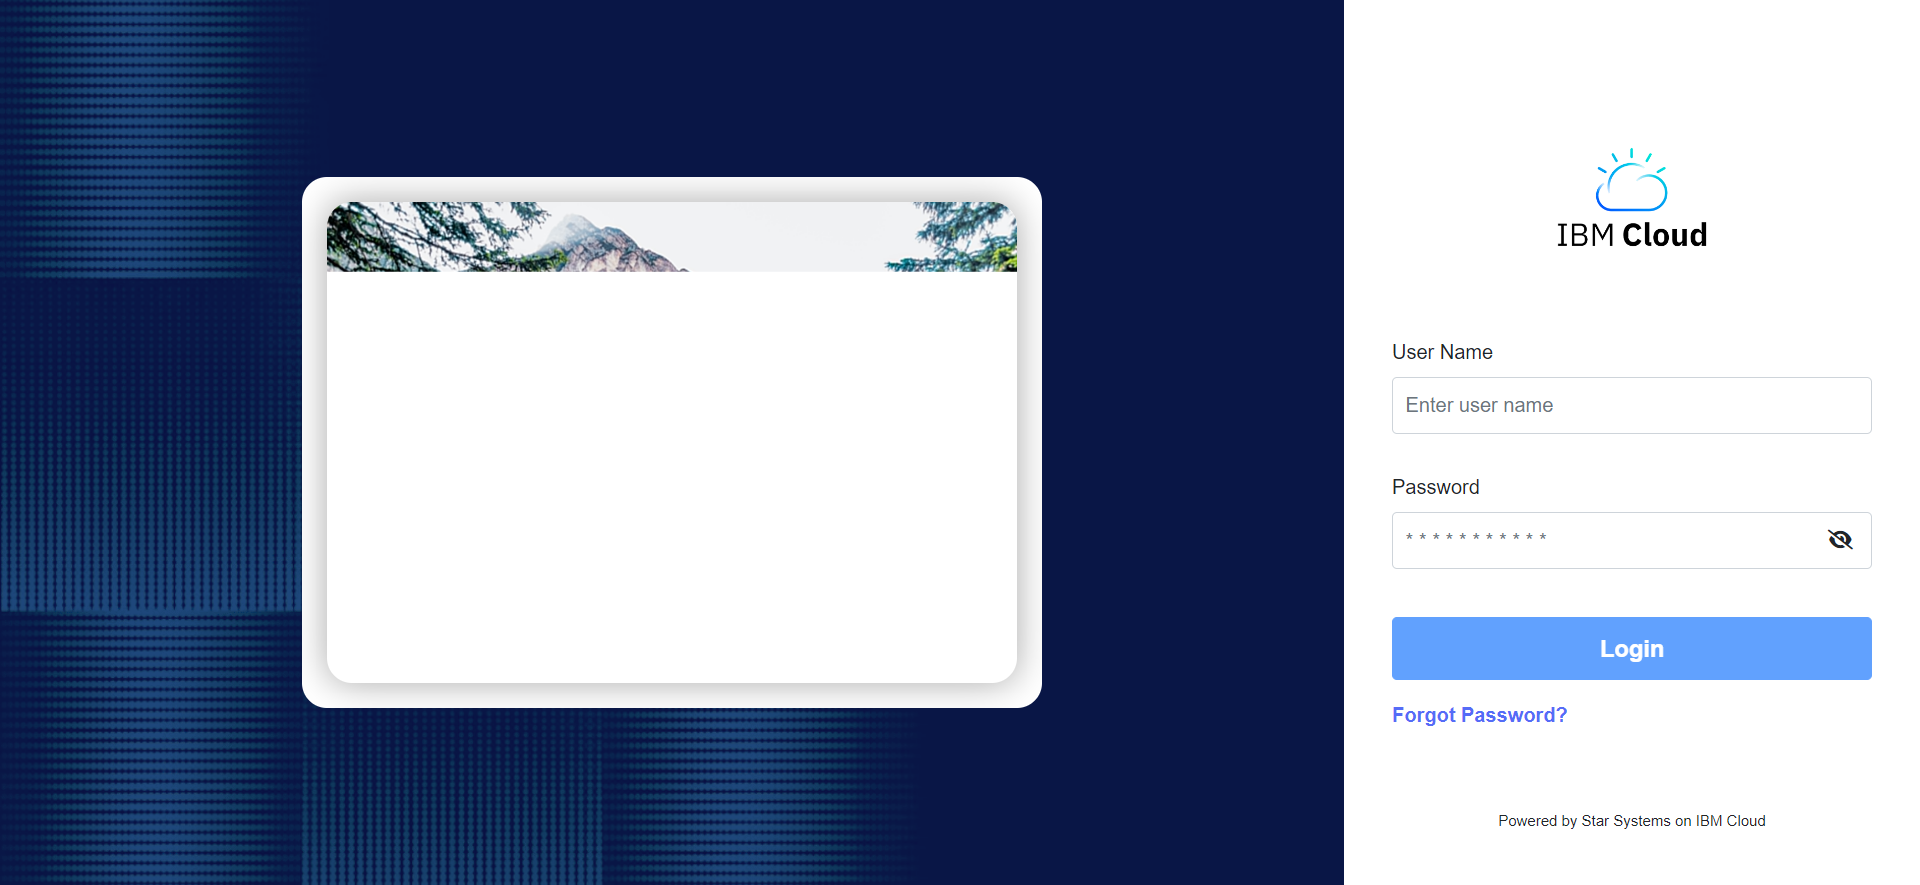 IBM Cloud
User Name
Enter user name
Password
* * * * * * * * * * *
Login
Forgot Password?
Powered by Star Systems on IBM Cloud